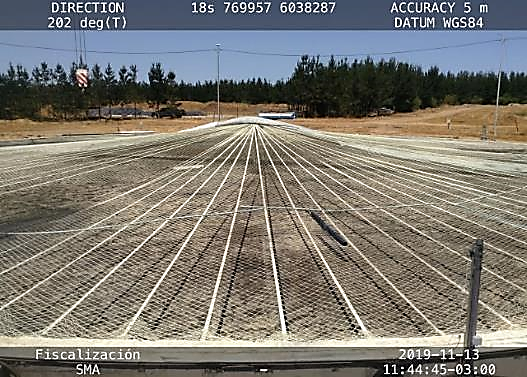 DIRECTION
202 deg(T)
18s 769957 6038287
ACCURACY 5 m
DATUM WGS84
Fiscalización
SMA
2019-11-13
11:44:45-03:00